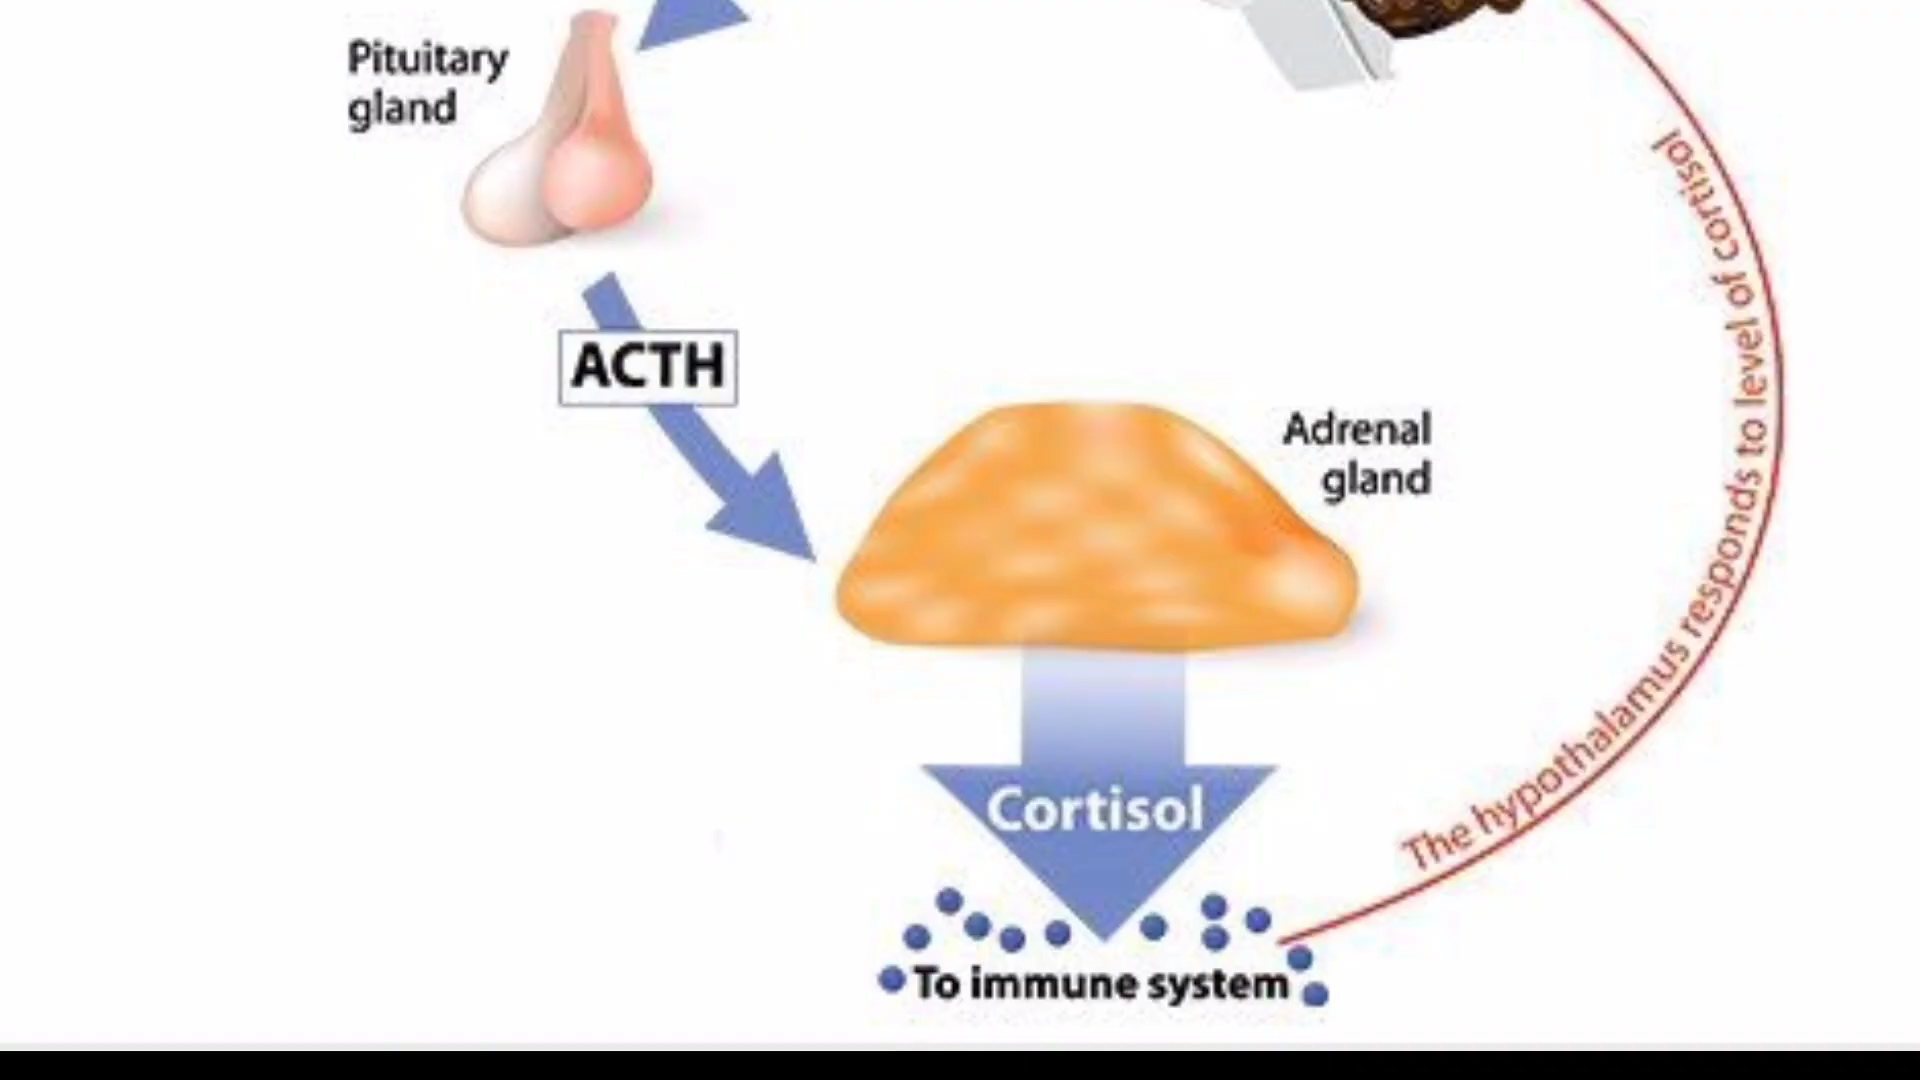 Pituitary
gland
ACTH
Adrenal
gland
Cortisol
To immune system
The hypothalamus responds to level of cortisol